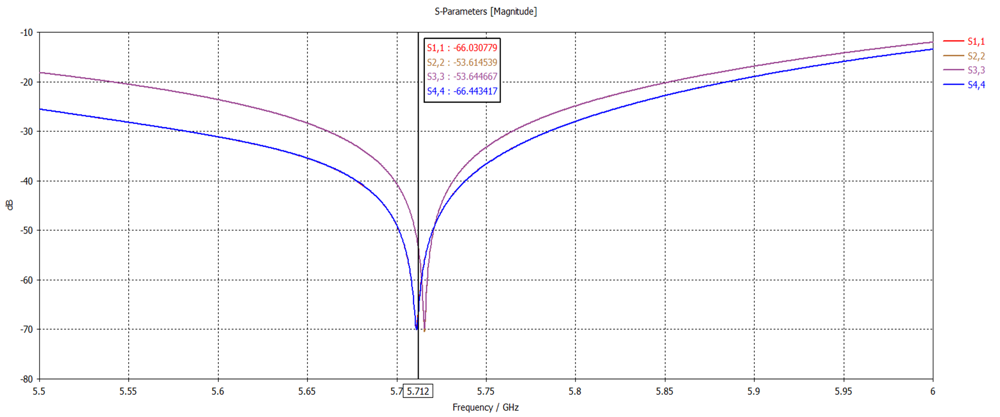 S-Parameters [Magnitude]
-10
-20
-30
-40
-50
-60
-70
-80
dB
S1,1 : -66.030779
S2,2 : -53.614539
S3,3 : -53.644667
S4,4 : -66.443417
S1,1
S2,2
S3,3
S4,4
5.5 5.55 5.6 5.65 5.7 5.712 5.75 5.8 5.85 5.9 5.95 6
Frequency / GHz